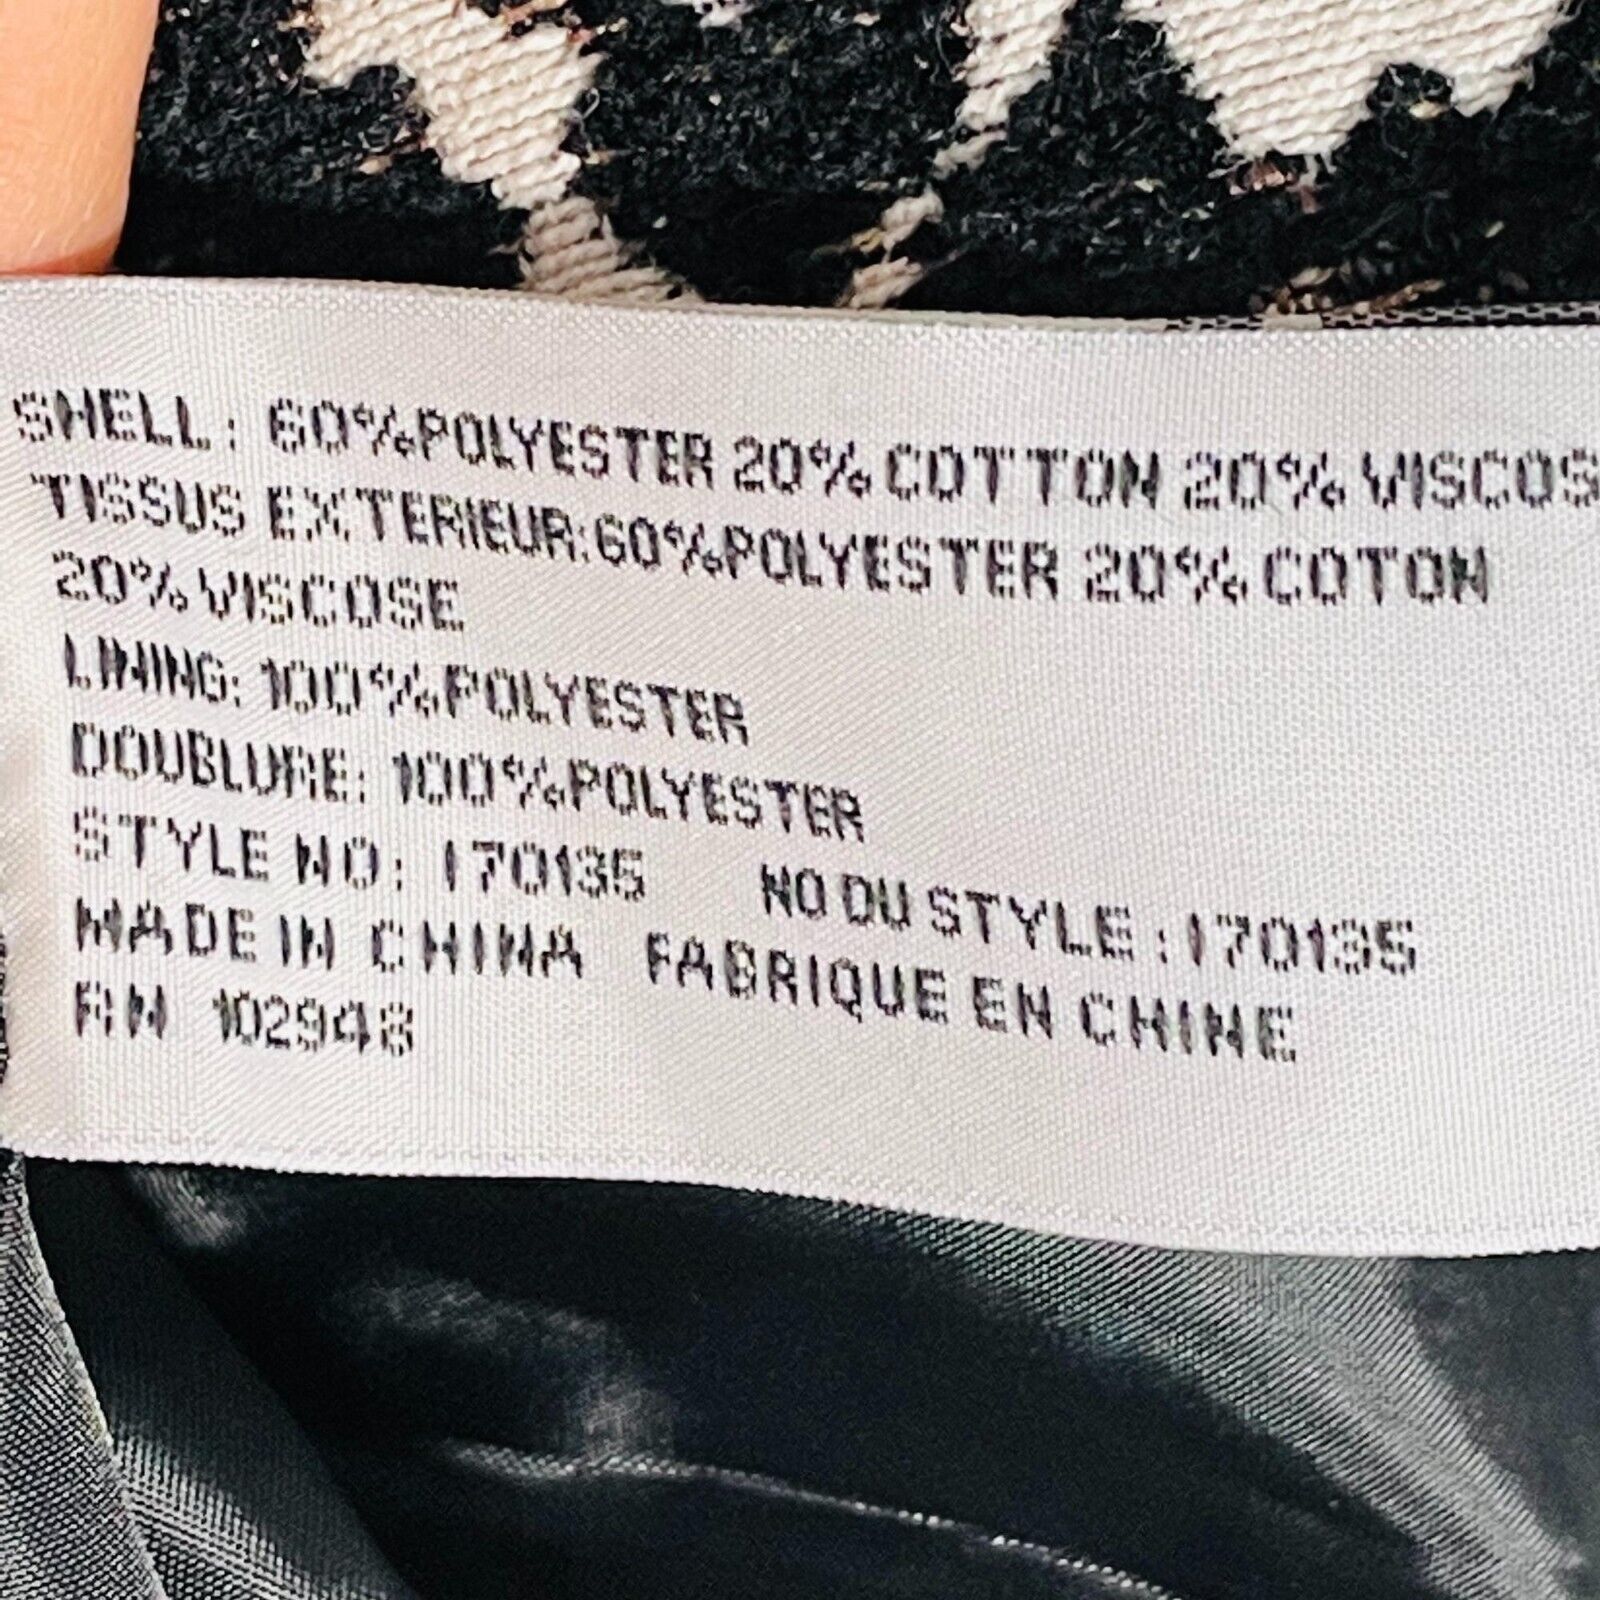 SHELL: 60%POLYESTER 20% COTTON 20% VISCOS
TISSUS EXTERIEUR:60%POLYESTER 20% COTON
20% VISCOSE
LINING: 100%POLYESTER
DOUBLURE: 100%POLYESTER
STYLE NO: 170135 NO DU STYLE: 170135
MADE IN CHINA FABRIQUE EN CHINE
RN 102948